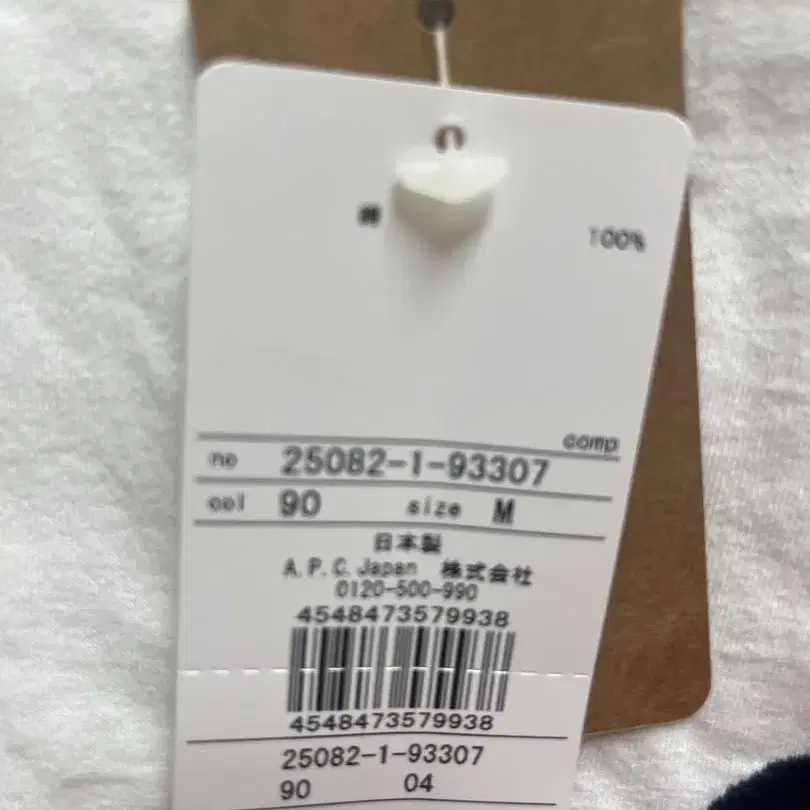 綿 100%
comp
no 25082-1-93307
col 90 size M
日本製
A.P.C.Japan 株式会社
0120-500-990
4548473579938
4548473579938
25082-1-93307
90 04